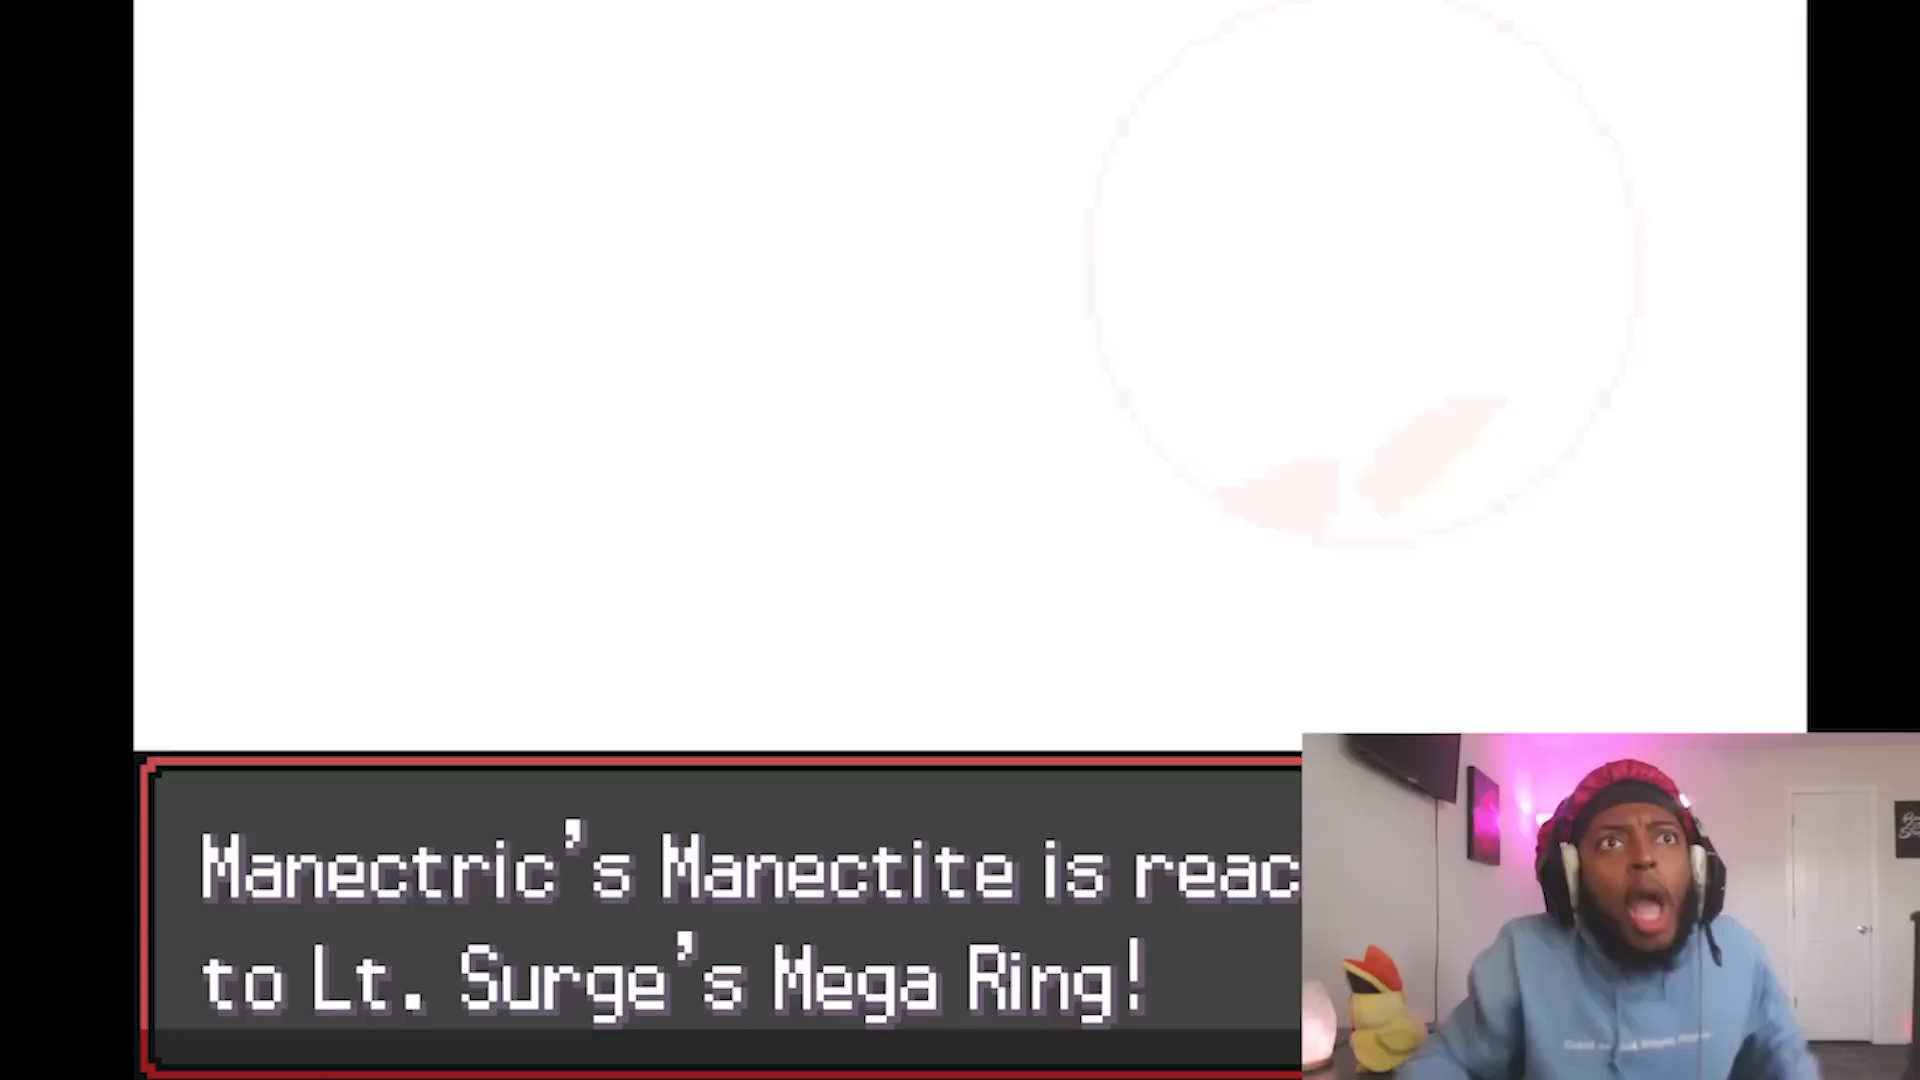 Manectric's Manectite is reac
to Lt. Surge's Mega Ring!